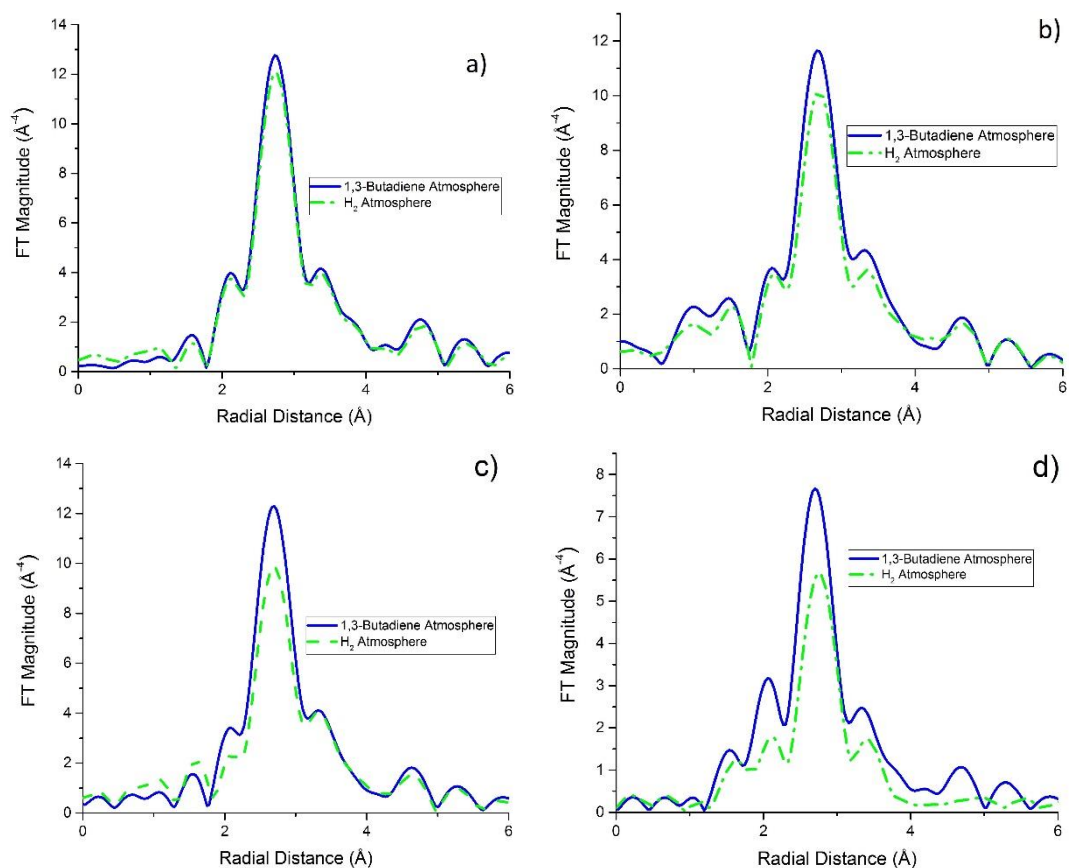 a)
14
12
10
8
6
4
2
0
FT Magnitude (Å⁻⁴)
1,3-Butadiene Atmosphere
H₂ Atmosphere
0 2 4 6
Radial Distance (Å)
b)
12
10
8
6
4
2
0
FT Magnitude (Å⁻⁴)
1,3-Butadiene Atmosphere
H₂ Atmosphere
0 2 4 6
Radial Distance (Å)
c)
14
12
10
8
6
4
2
0
FT Magnitude (Å⁻⁴)
1,3-Butadiene Atmosphere
H₂ Atmosphere
0 2 4 6
Radial Distance (Å)
d)
8
7
6
5
4
3
2
1
0
FT Magnitude (Å⁻⁴)
1,3-Butadiene Atmosphere
H₂ Atmosphere
0 2 4 6
Radial Distance (Å)